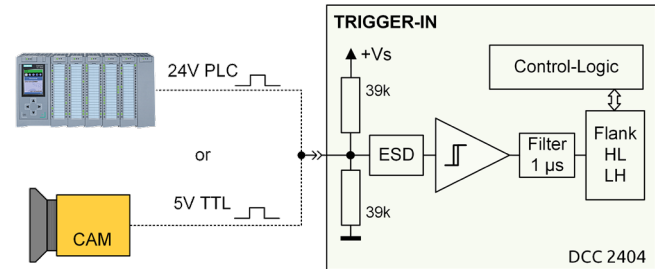 TRIGGER-IN
+Vs
24V PLC
39k
Control-Logic
or
ESD
Filter
1 µs
Flank
HL
LH
5V TTL
39k
CAM
DCC 2404